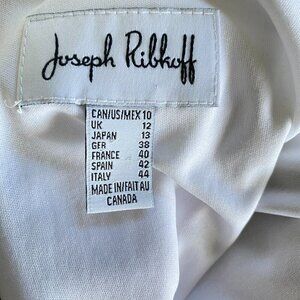 Joseph Ribkoff
CAN/US/MEX 10
UK 12
JAPAN 13
GER 38
FRANCE 40
SPAIN 42
ITALY 44
MADE IN/FAIT AU
CANADA